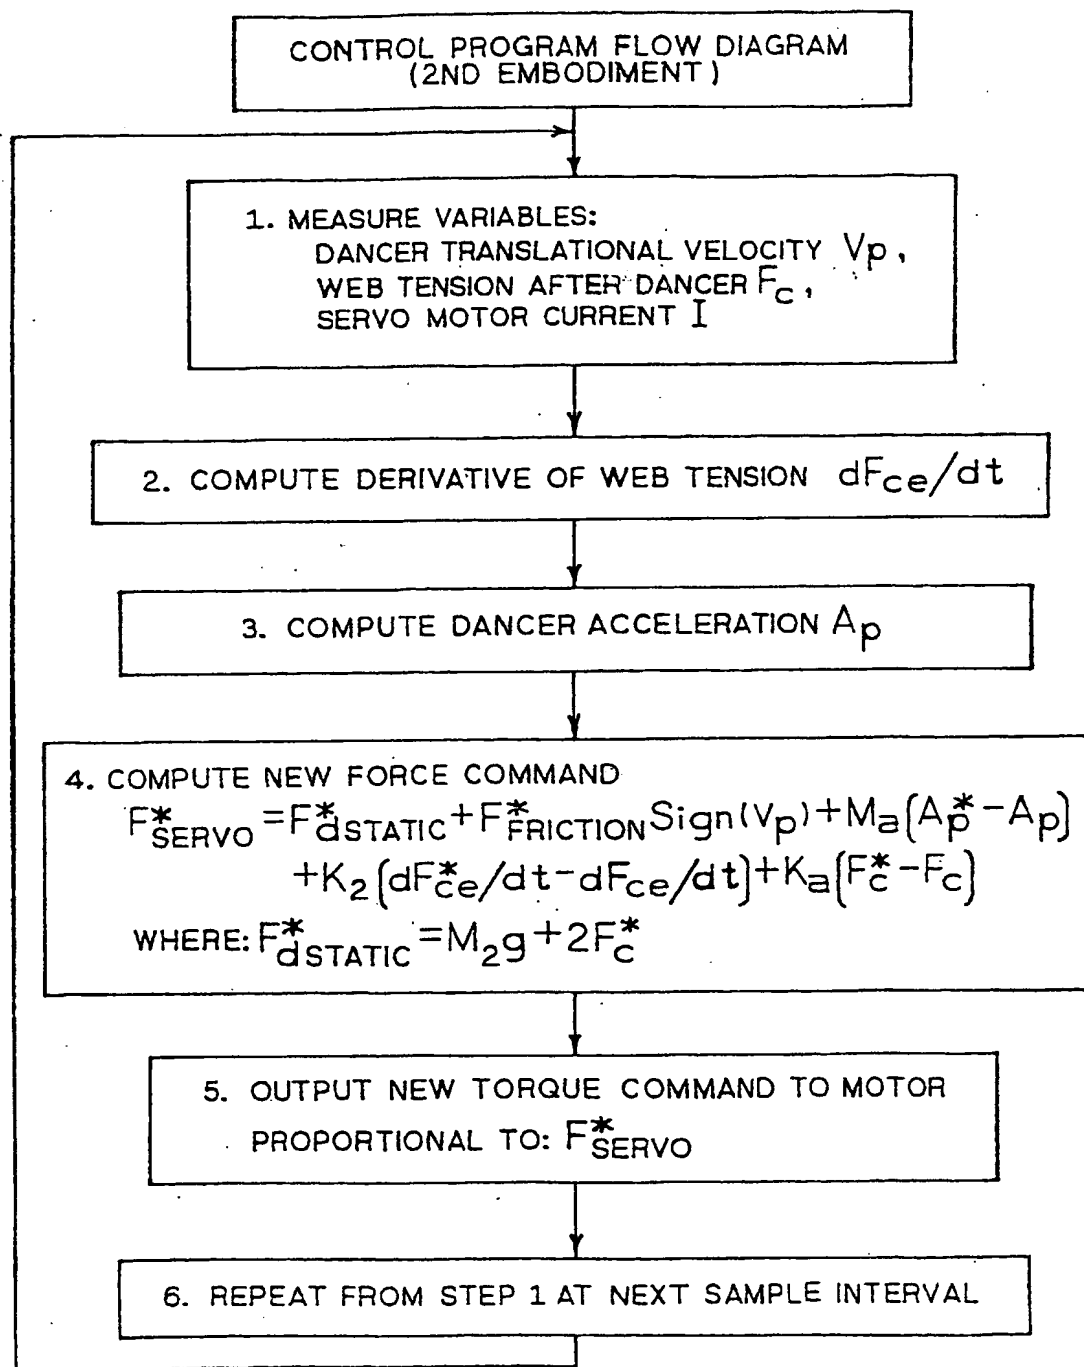 CONTROL PROGRAM FLOW DIAGRAM
(2ND EMBODIMENT)
1. MEASURE VARIABLES:
DANCER TRANSLATIONAL VELOCITY Vp,
WEB TENSION AFTER DANCER Fc,
SERVO MOTOR CURRENT I
2. COMPUTE DERIVATIVE OF WEB TENSION dFce/dt
3. COMPUTE DANCER ACCELERATION Ap
4. COMPUTE NEW FORCE COMMAND
F*SERVO = F*dSTATIC + F*FRICTION Sign(Vp) + Ma(A*p - Ap)
+K2(dF*ce/dt - dFce/dt) + Ka(F*c - Fc)
WHERE: F*dSTATIC = M2g + 2F*c
5. OUTPUT NEW TORQUE COMMAND TO MOTOR
PROPORTIONAL TO: F*SERVO
6. REPEAT FROM STEP 1 AT NEXT SAMPLE INTERVAL